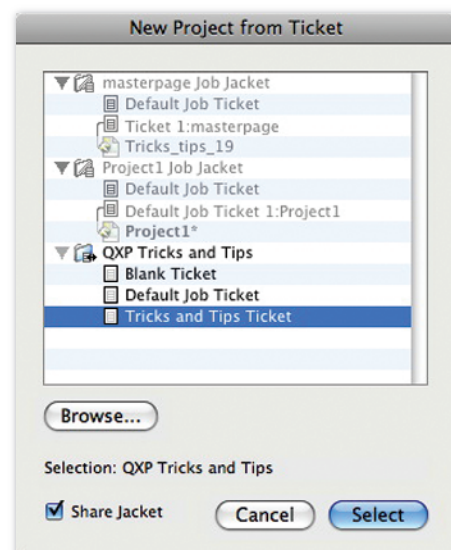 New Project from Ticket
masterpage Job Jacket
Default Job Ticket
Ticket 1:masterpage
Tricks_tips_19
Project1 Job Jacket
Default Job Ticket
Default Job Ticket 1:Project1
Project1*
QXP Tricks and Tips
Blank Ticket
Default Job Ticket
Tricks and Tips Ticket
Browse...
Selection: QXP Tricks and Tips
Share Jacket
Cancel
Select